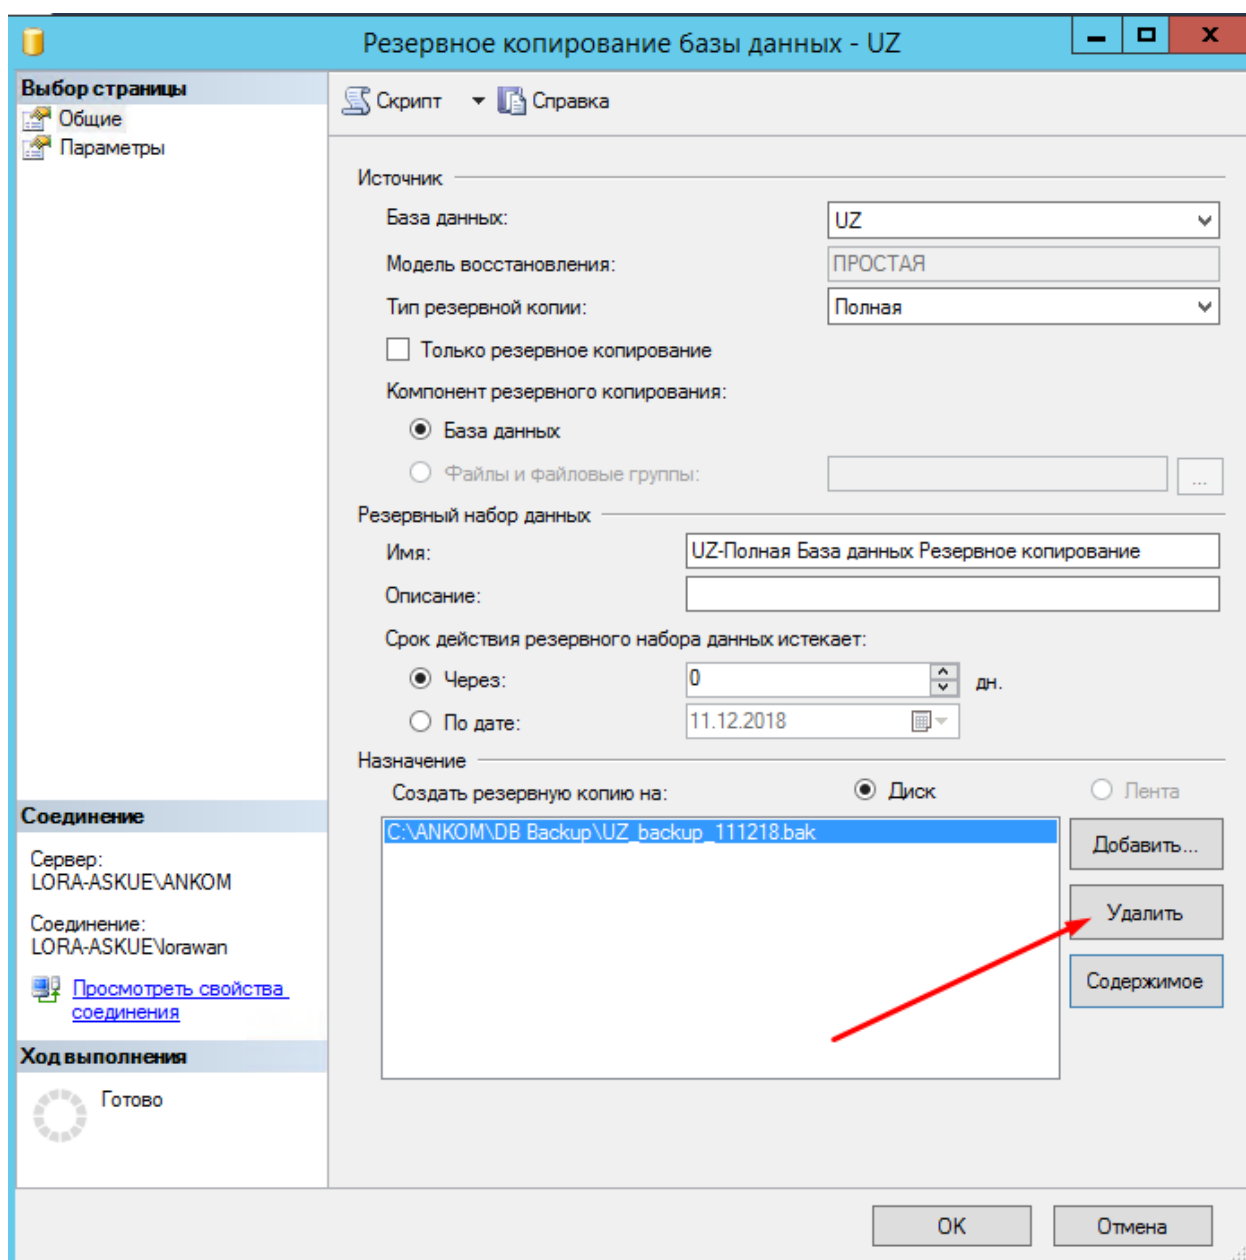 Резервное копирование базы данных - UZ
Выбор страницы
Общие
Параметры
Скрипт
Справка
Источник
База данных:
UZ
Модель восстановления:
ПРОСТАЯ
Тип резервной копии:
Полная
Только резервное копирование
Компонент резервного копирования:
База данных
Файлы и файловые группы:
...
Резервный набор данных
Имя:
UZ-Полная База данных Резервное копирование
Описание:
Срок действия резервного набора данных истекает:
Через:
0
дн.
По дате:
11.12.2018
Назначение
Создать резервную копию на:
Диск
Лента
C:\ANKOM\DB Backup\UZ_backup_111218.bak
Добавить...
Удалить
Содержимое
Соединение
Сервер:
LORA-ASKUE\ANKOM
Соединение:
LORA-ASKUE\lorawan
Просмотреть свойства
соединения
Ход выполнения
Готово
OK
Отмена